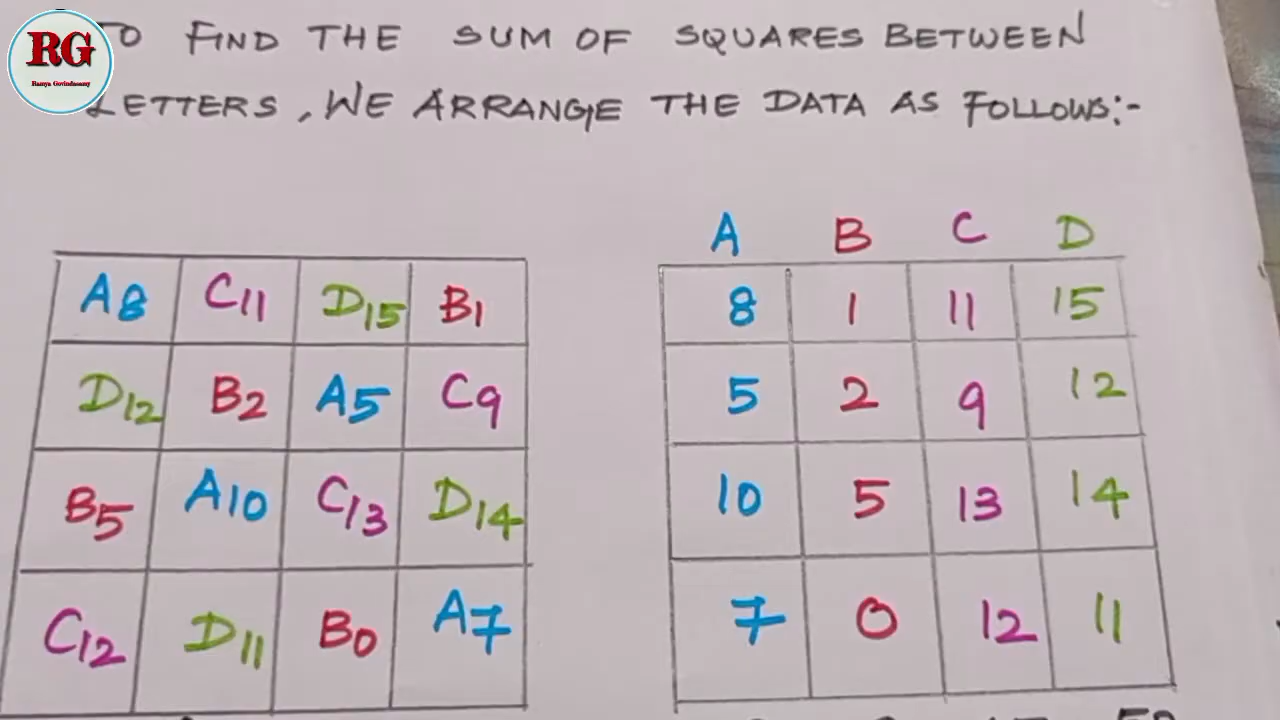 RG
Ramya Govindasamy
TO FIND THE SUM OF SQUARES BETWEEN
LETTERS, WE ARRANGE THE DATA AS FOLLOWS:-
A8 C11 D15 B1
D12 B2 A5 C9
B5 A10 C13 D14
C12 D11 B0 A7
A B C D
8 1 11 15
5 2 9 12
10 5 13 14
7 0 12 11